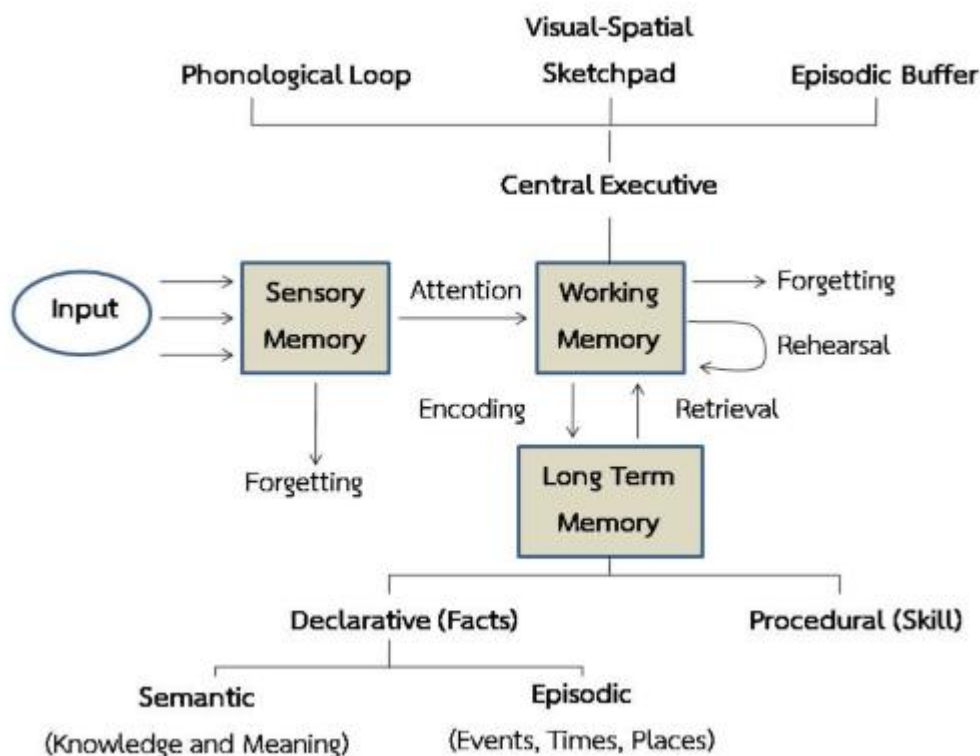 Visual-Spatial
Phonological Loop Sketchpad Episodic Buffer
Central Executive
Input
Sensory
Memory
Attention
Working
Memory
Forgetting
Rehearsal
Encoding
Retrieval
Forgetting
Long Term
Memory
Declarative (Facts)
Procedural (Skill)
Semantic
(Knowledge and Meaning)
Episodic
(Events, Times, Places)